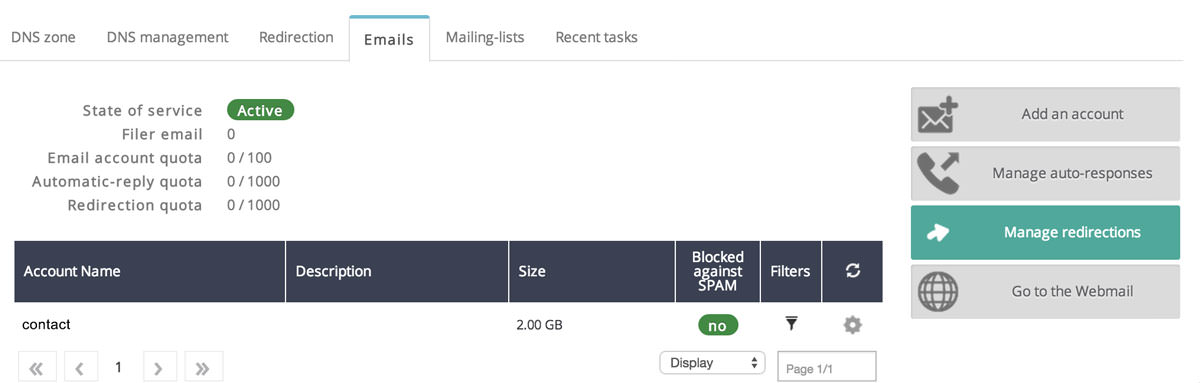 DNS zone DNS management Redirection Emails Mailing-lists Recent tasks
State of service Active
Filer email 0
Email account quota 0 / 100
Automatic-reply quota 0 / 1000
Redirection quota 0 / 1000
Add an account
Manage auto-responses
Manage redirections
Go to the Webmail
Account Name Description Size Blocked against SPAM Filters
contact 2.00 GB no
« ‹ 1 › » Display Page 1/1